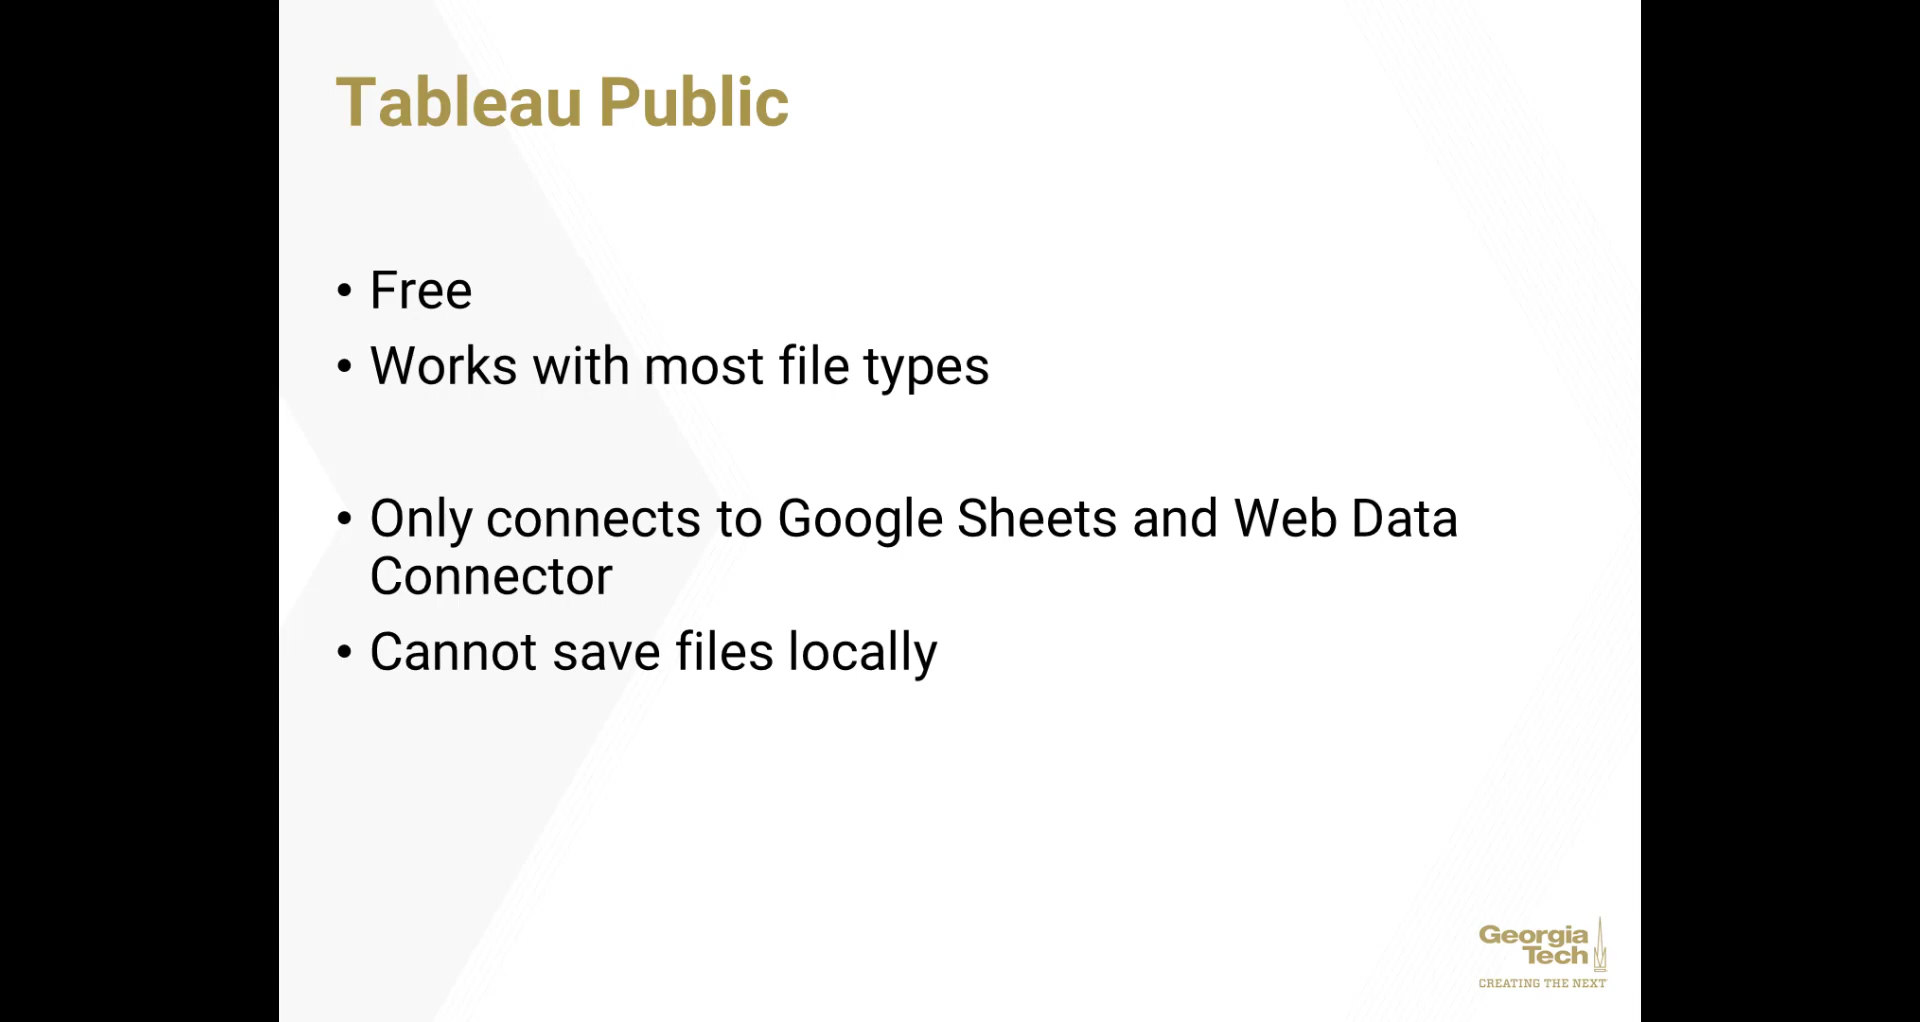 Tableau Public
• Free
• Works with most file types
• Only connects to Google Sheets and Web Data
Connector
• Cannot save files locally
Georgia
Tech
CREATING THE NEXT